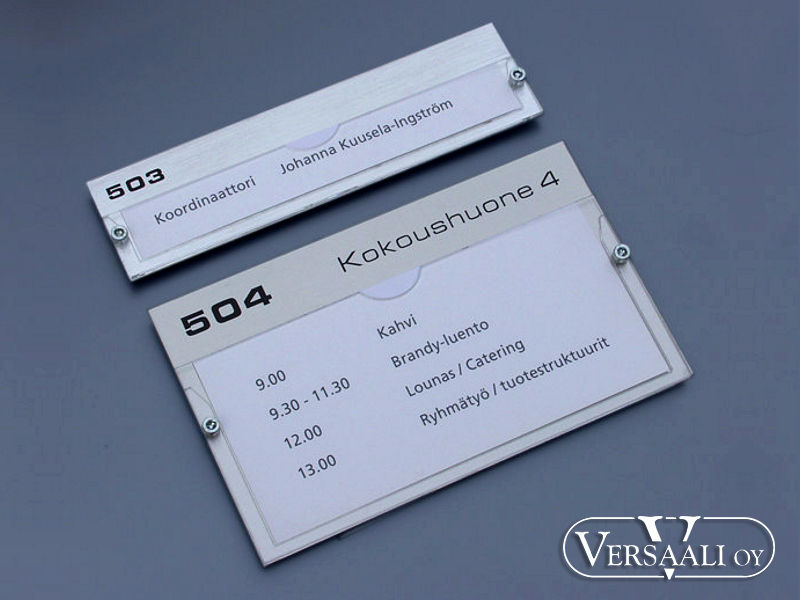 503
Koordinaattori Johanna Kuusela-Ingström
504 Kokoushuone 4
9.00 Kahvi
9.30 - 11.30 Brandy-luento
12.00 Lounas / Catering
13.00 Ryhmätyö / tuotestruktuurit
VERSAALI OY